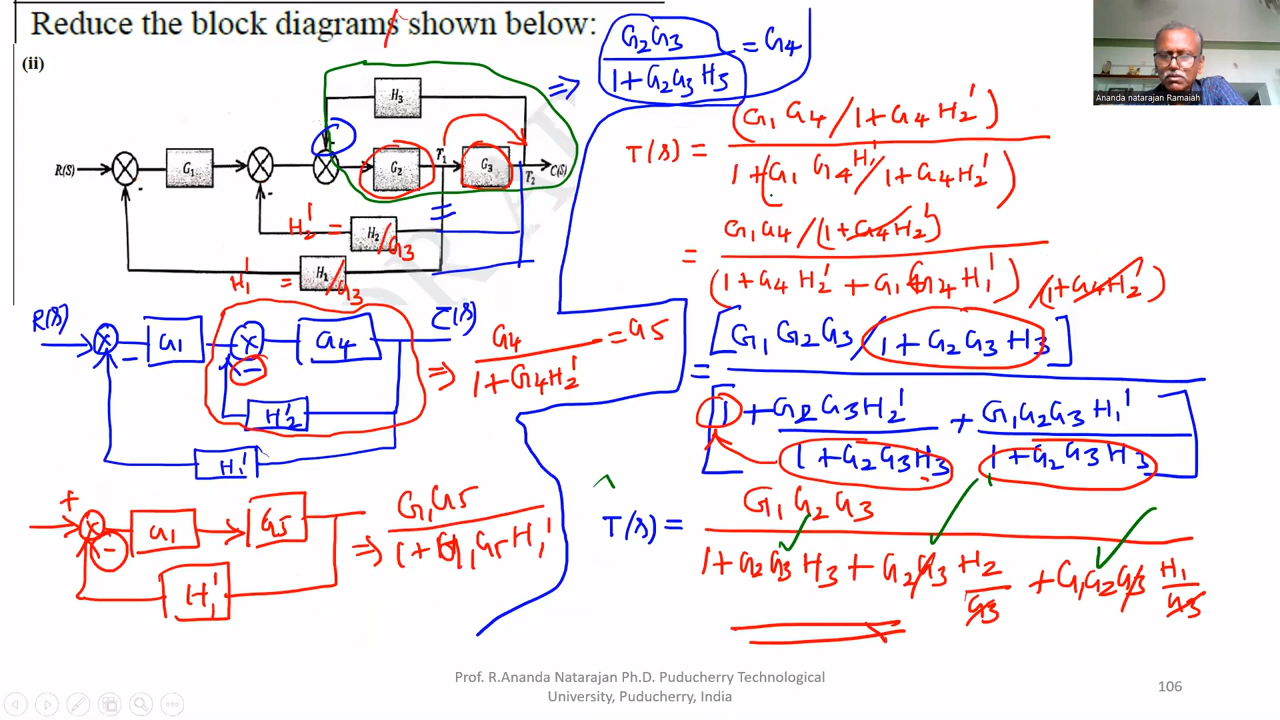 Reduce the block diagrams shown below:
(ii)
R(S)
G₁
H₃
G₂
T₁
G₃
T₂
C(S)
-
-
H₂' = H₂/G₃
H₁' = H₁/G₃
⇒ G₂G₃ / 1+G₂G₃H₃ = G₄
R(s)
G₁
G₄
C(s)
-
-
H₂'
H₁'
⇒ G₄ / 1+G₄H₂' = G₅
+
-
G₁
G₅
H₁'
⇒ G₁G₅ / 1+G₁G₅H₁'
T(s) = (G₁G₄/1+G₄H₂') / 1+(G₁G₄H₁'/1+G₄H₂')
= G₁G₄/(1+G₄H₂') / (1+G₄H₂'+G₁G₄H₁')/(1+G₄H₂')
= [G₁G₂G₃/1+G₂G₃H₃] / [1 + G₂G₃H₂' / 1+G₂G₃H₃ + G₁G₂G₃H₁' / 1+G₂G₃H₃]
T(s) = G₁G₂G₃ / 1+G₂G₃H₃+G₂G₃ H₂/G₃ + G₁G₂G₃ H₁/G₃
Ananda natarajan Ramaiah
Prof. R.Ananda Natarajan Ph.D. Puducherry Technological
University, Puducherry, India
106